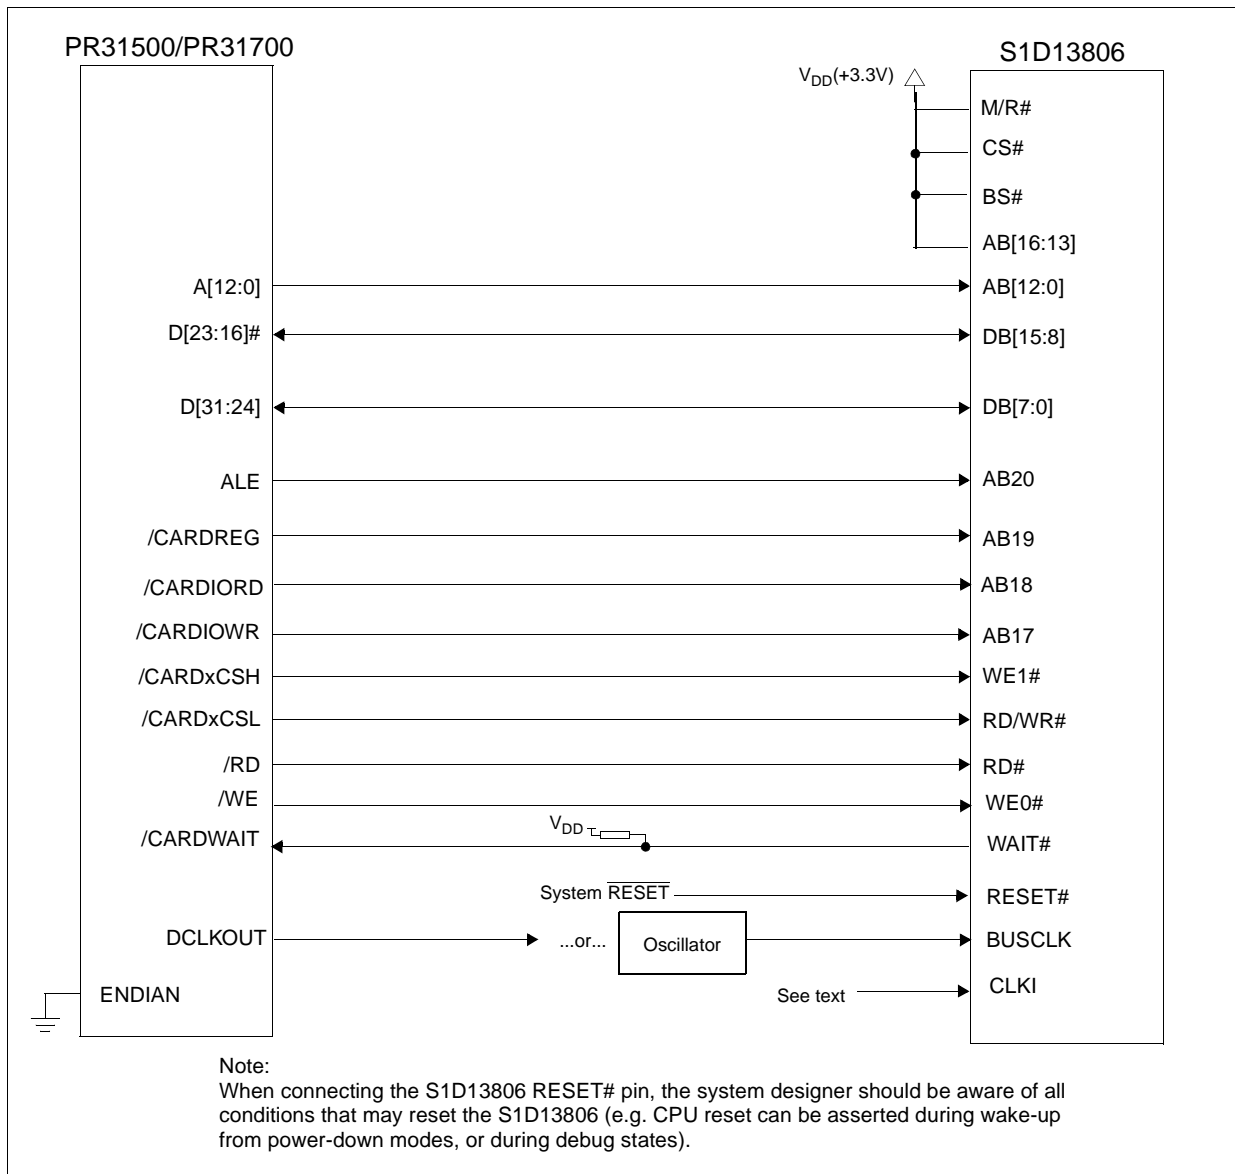 PR31500/PR31700
S1D13806
VDD(+3.3V)
M/R#
CS#
BS#
AB[16:13]
A[12:0]
AB[12:0]
D[23:16]#
DB[15:8]
D[31:24]
DB[7:0]
ALE
AB20
/CARDREG
AB19
/CARDIORD
AB18
/CARDIOWR
AB17
/CARDxCSH
WE1#
/CARDxCSL
RD/WR#
/RD
RD#
/WE
WE0#
/CARDWAIT
VDD
WAIT#
System RESET
RESET#
DCLKOUT
...or...
Oscillator
BUSCLK
ENDIAN
See text
CLKI
Note:
When connecting the S1D13806 RESET# pin, the system designer should be aware of all
conditions that may reset the S1D13806 (e.g. CPU reset can be asserted during wake-up
from power-down modes, or during debug states).